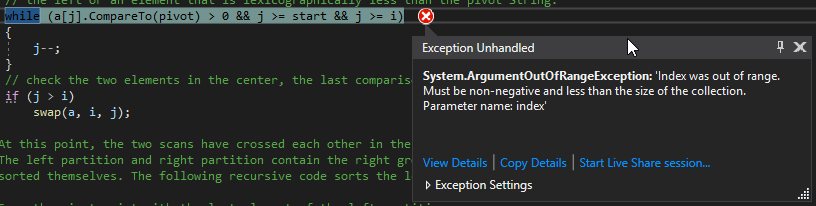 // the left of an element that is lexicographically less than the pivot String.
while (a[j].CompareTo(pivot) > 0 && j >= start && j >= i)
{
j--;
}
// check the two elements in the center, the last comparis
if (j > i)
swap(a, i, j);
At this point, the two scans have crossed each other in the
The left partition and right partition contain the right gr
sorted themselves. The following recursive code sorts the l
Exception Unhandled
System.ArgumentOutOfRangeException: 'Index was out of range.
Must be non-negative and less than the size of the collection.
Parameter name: index'
View Details | Copy Details | Start Live Share session...
Exception Settings